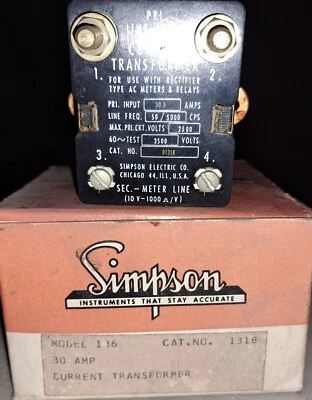 PRI.
TRANSFORMER
1. 2.
FOR USE WITH RECTIFIER
TYPE AC METERS & RELAYS
PRI. INPUT 30.0 AMPS
LINE FREQ. 50/5000 CPS
MAX.PRI.CKT.VOLTS 2500
60~TEST 3500 VOLTS
CAT. NO. 01318
3. 4.
SIMPSON ELECTRIC CO.
CHICAGO 44, ILL., U.S.A.
SEC.-METER LINE
(10V-1000Ω/V)
Simpson
INSTRUMENTS THAT STAY ACCURATE
MODEL 136 CAT.NO. 1318
30 AMP
CURRENT TRANSFORMER